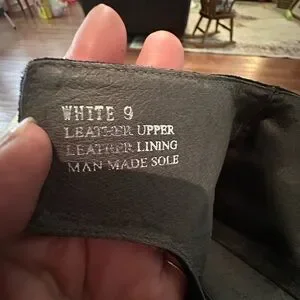 WHITE 9
LEATHER UPPER
LEATHER LINING
MAN MADE SOLE